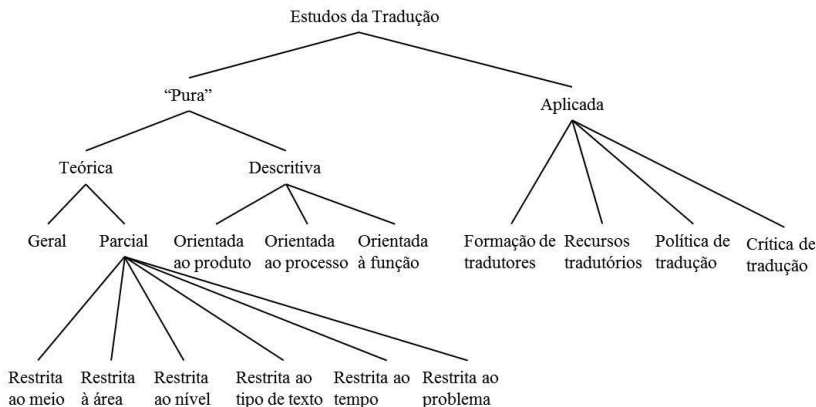 Estudos da Tradução
“Pura”
Aplicada
Teórica
Descritiva
Geral
Parcial
Orientada
ao produto
Orientada
ao processo
Orientada
à função
Formação de
tradutores
Recursos
tradutórios
Política de
tradução
Crítica de
tradução
Restrita
ao meio
Restrita
à área
Restrita
ao nível
Restrita ao
tipo de texto
Restrita ao
tempo
Restrita ao
problema